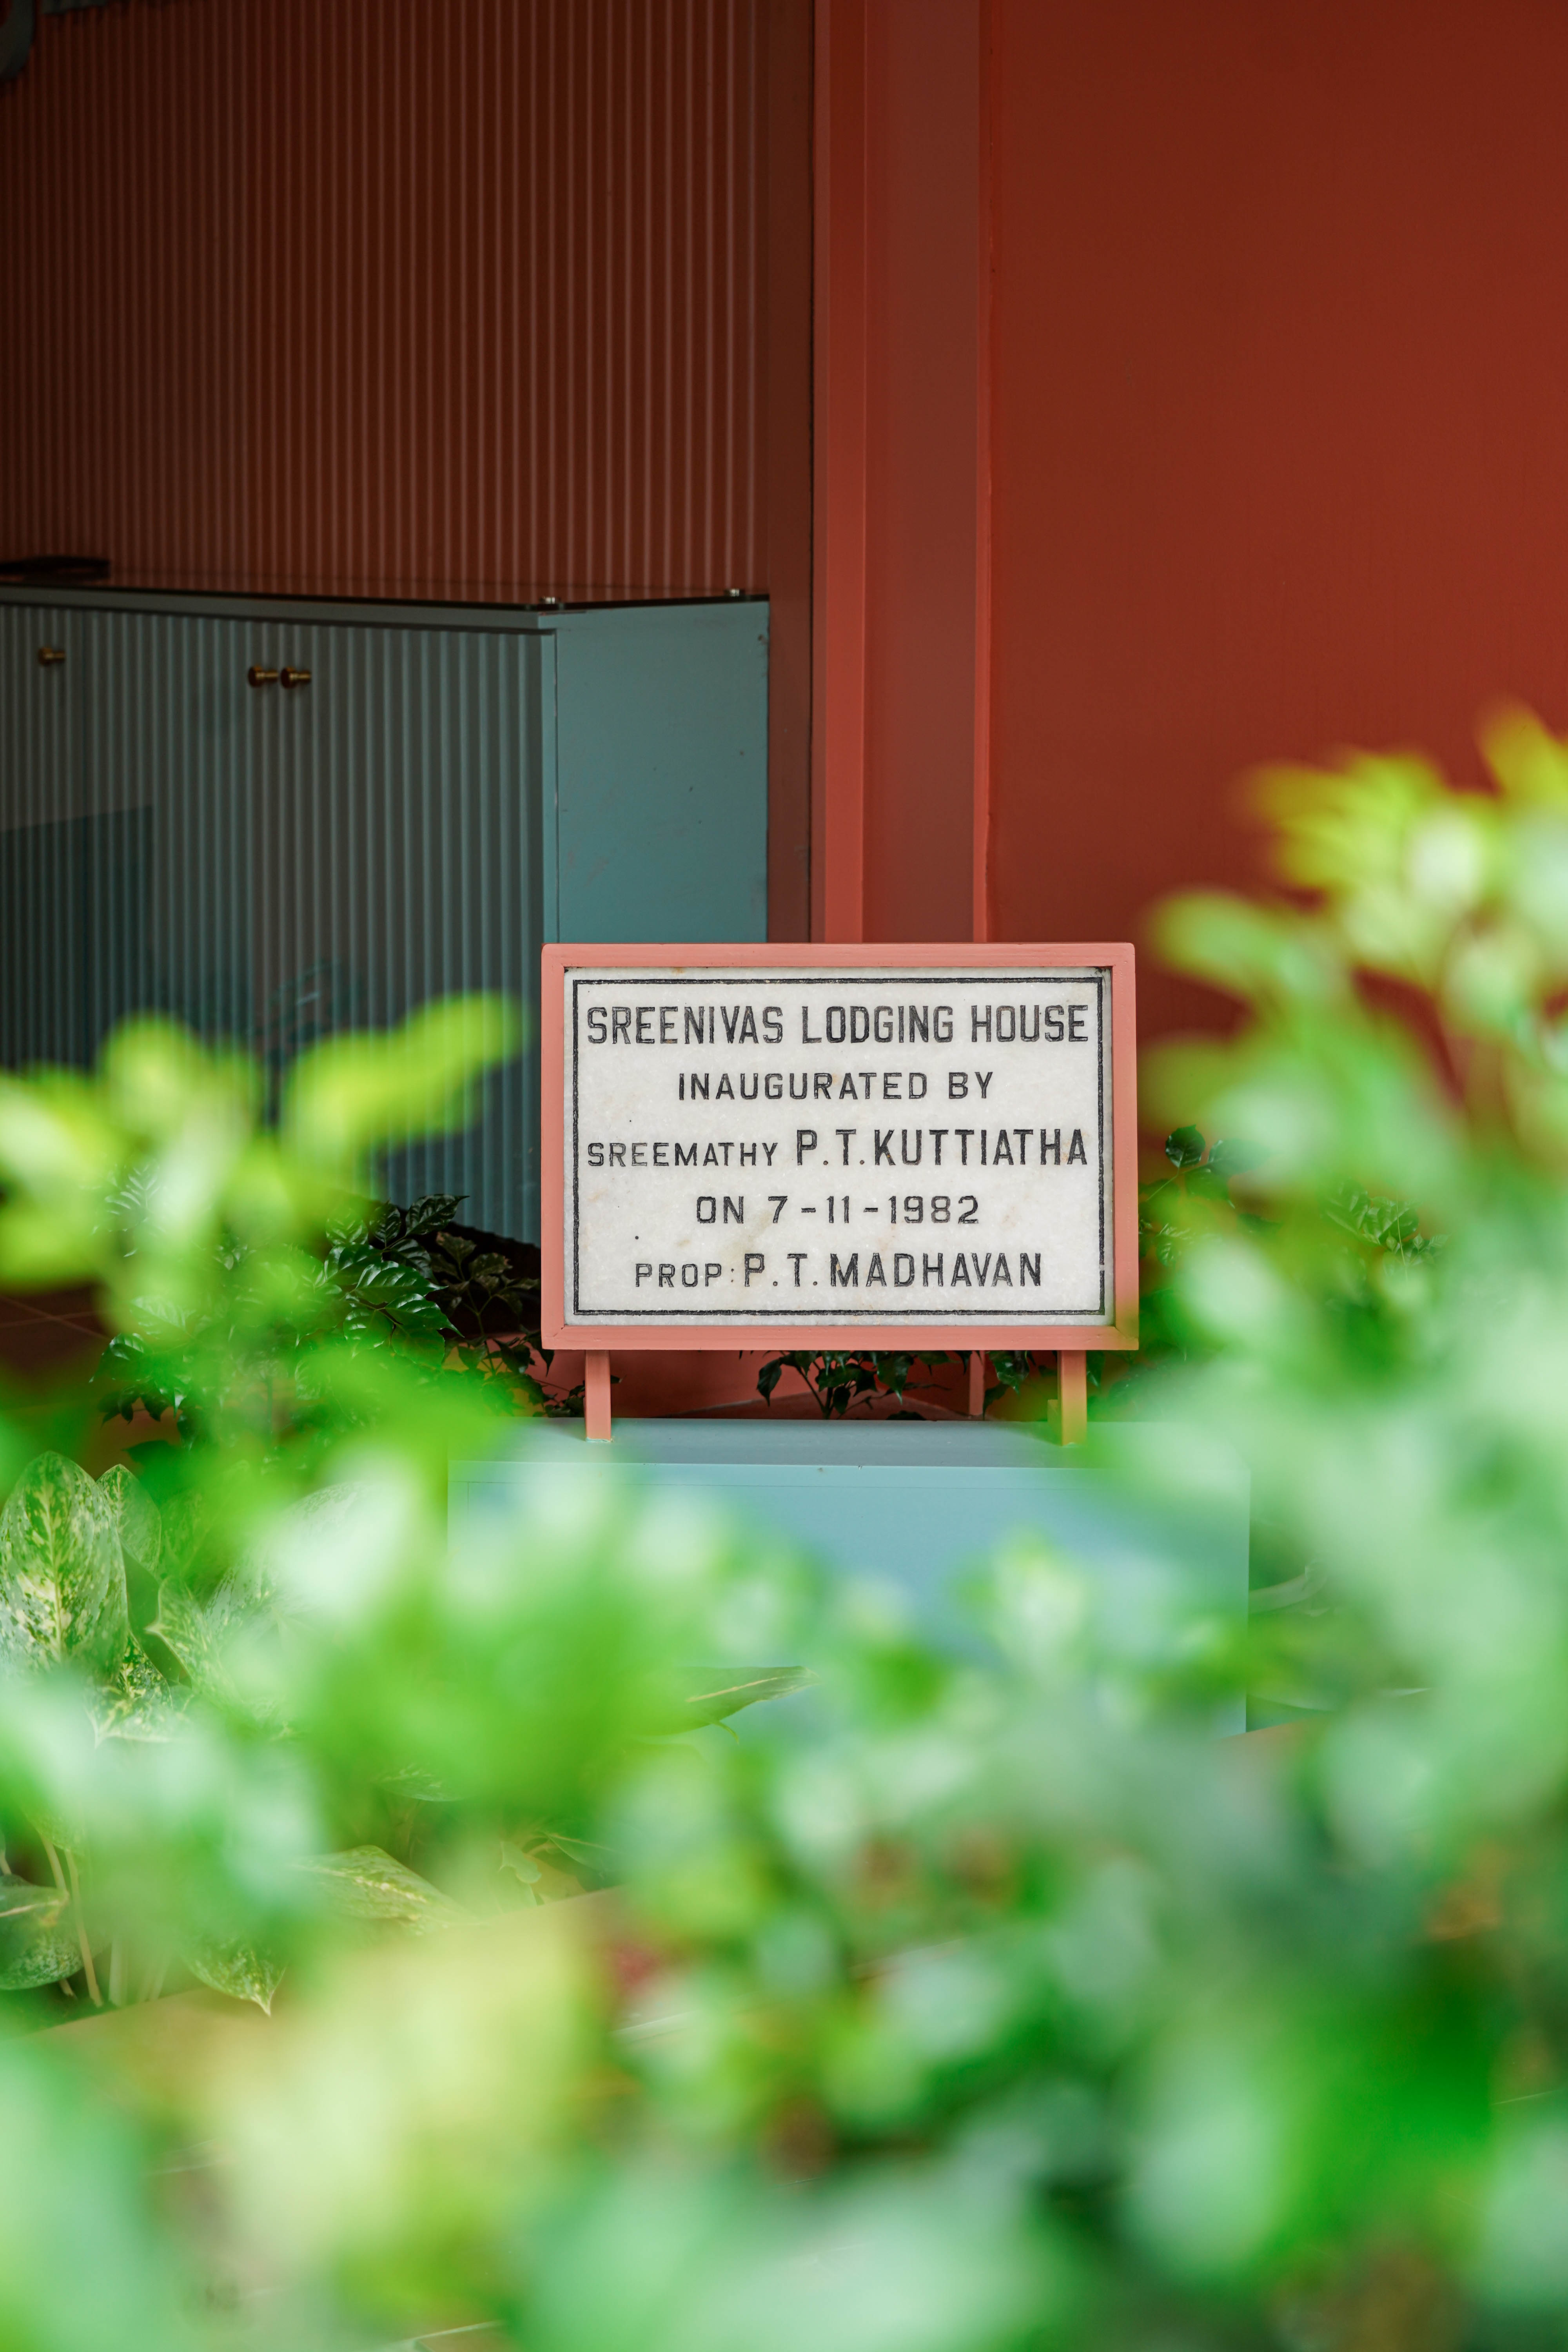 SREENIVAS LODGING HOUSE
INAUGURATED BY
SREEMATHY P.T.KUTTIATHA
ON 7-11-1982
PROP: P.T.MADHAVAN